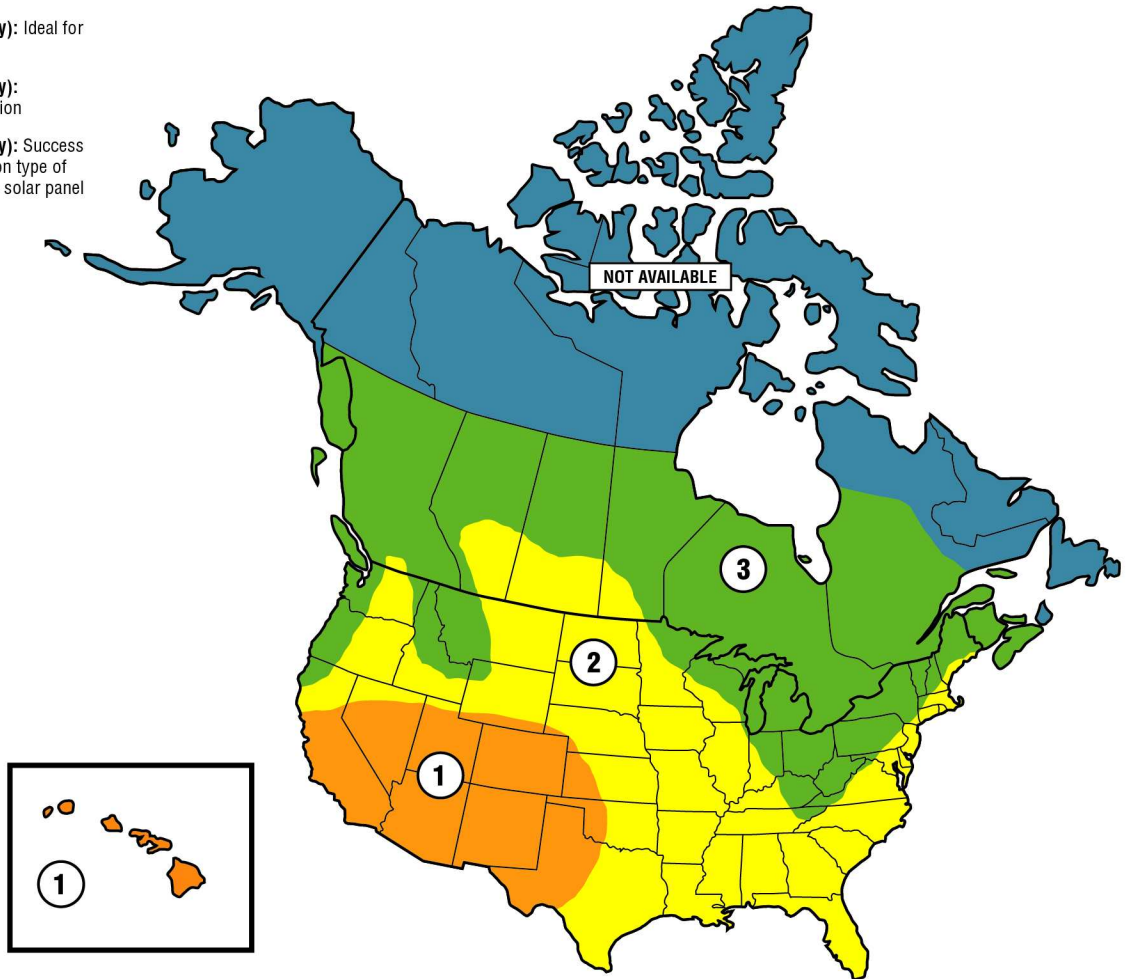 y): Ideal for
y):
ion
y): Success
on type of
solar panel
NOT AVAILABLE
3
2
1
1